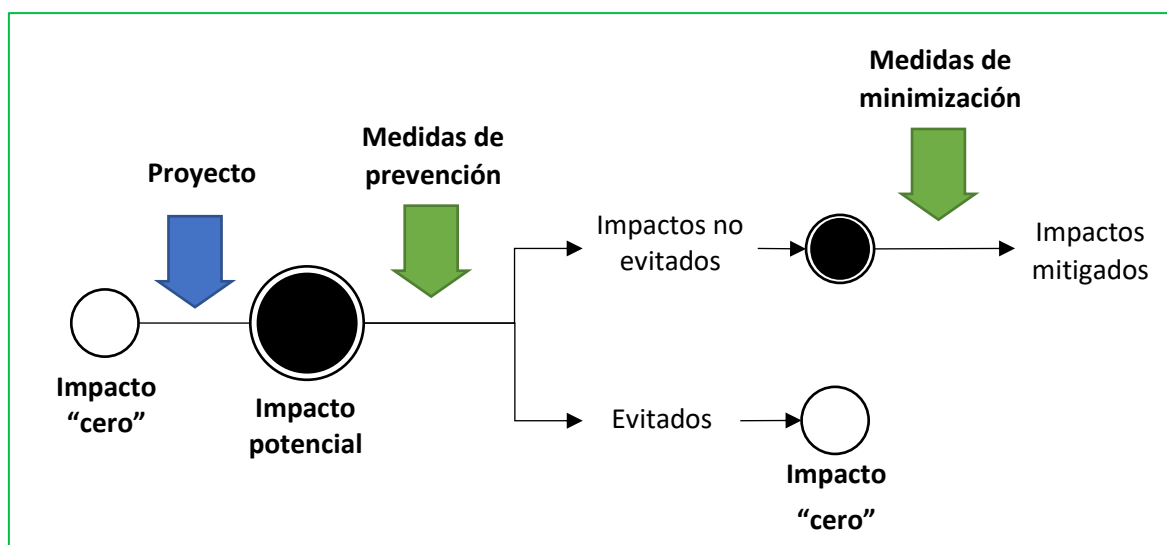 Proyecto
Medidas de
prevención
Medidas de
minimización
Impacto
“cero”
Impacto
potencial
Impactos no
evitados
Impactos
mitigados
Evitados
Impacto
“cero”